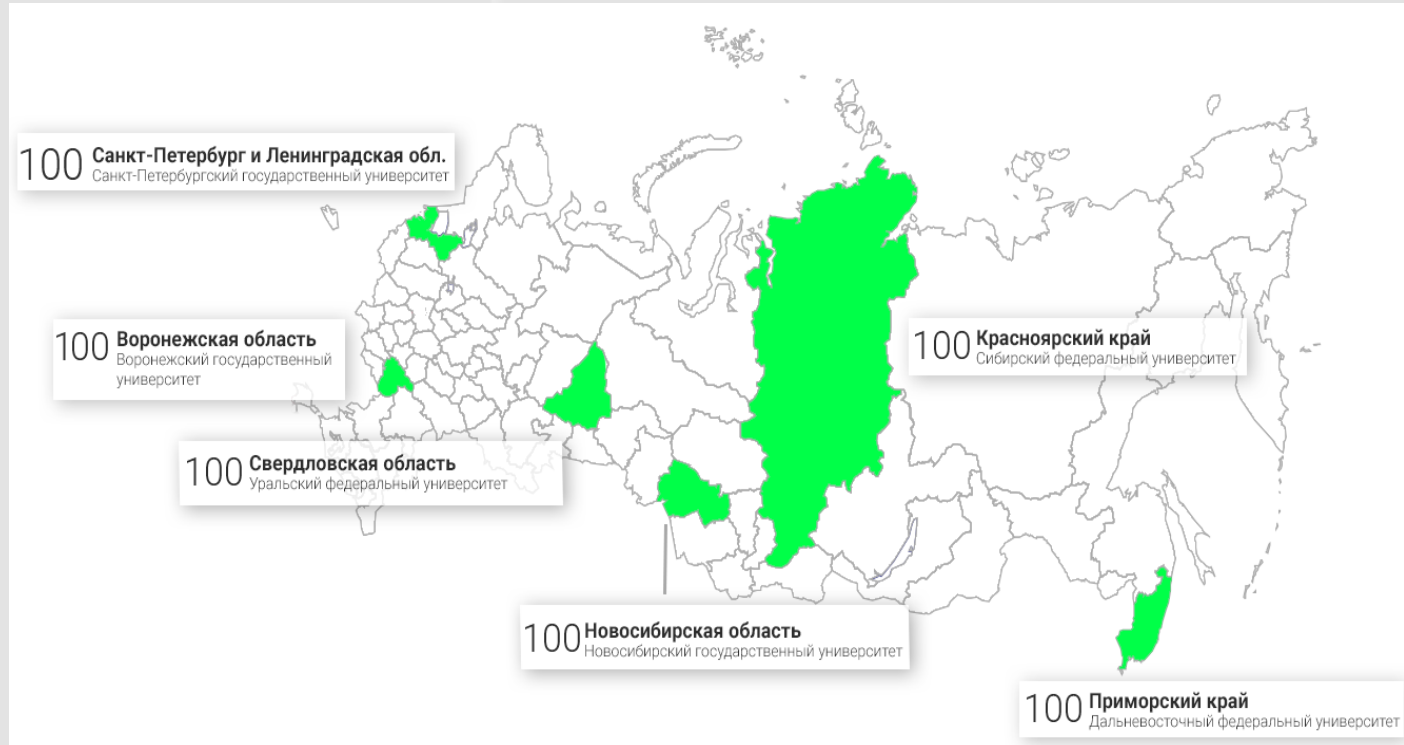 100 Санкт-Петербург и Ленинградская обл.
Санкт-Петербургский государственный университет
100 Воронежская область
Воронежский государственный
университет
100 Красноярский край
Сибирский федеральный университет
100 Свердловская область
Уральский федеральный университет
100 Новосибирская область
Новосибирский государственный университет
100 Приморский край
Дальневосточный федеральный университет